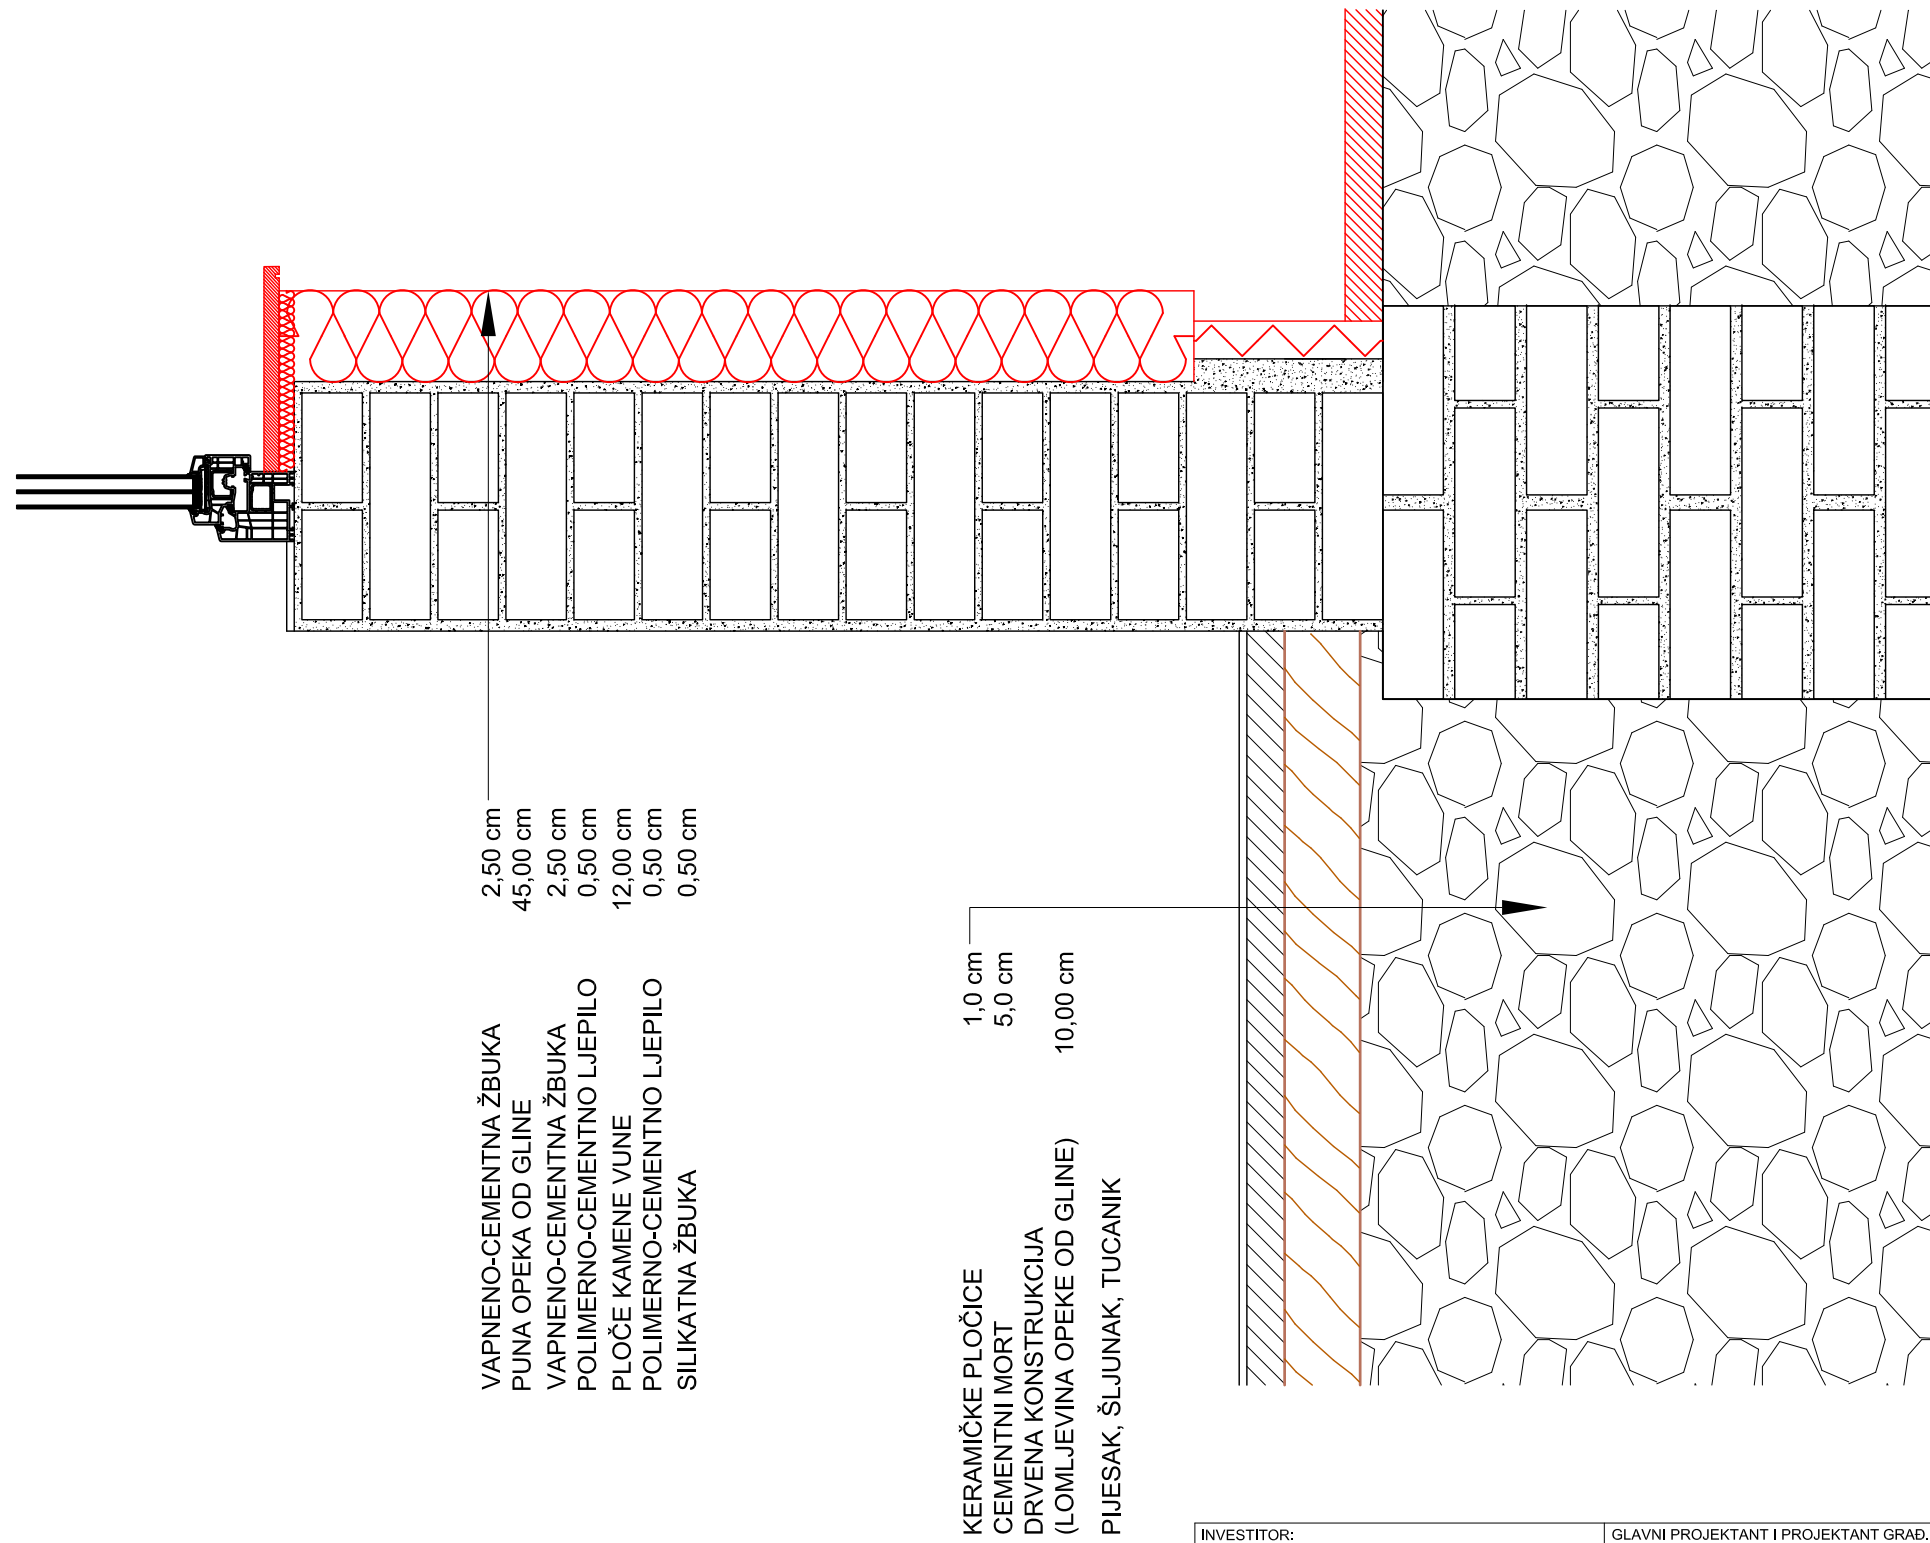 VAPNENO-CEMENTNA ŽBUKA 2,50 cm
PUNA OPEKA OD GLINE 45,00 cm
VAPNENO-CEMENTNA ŽBUKA 2,50 cm
POLIMERNO-CEMENTNO LJEPILO 0,50 cm
PLOČE KAMENE VUNE 12,00 cm
POLIMERNO-CEMENTNO LJEPILO 0,50 cm
SILIKATNA ŽBUKA 0,50 cm
KERAMIČKE PLOČICE 1,0 cm
CEMENTNI MORT 5,0 cm
DRVENA KONSTRUKCIJA
(LOMLJEVINA OPEKE OD GLINE) 10,00 cm
PIJESAK, ŠLJUNAK, TUCANIK
INVESTITOR:
GLAVNI PROJEKTANT I PROJEKTANT GRAĐ.